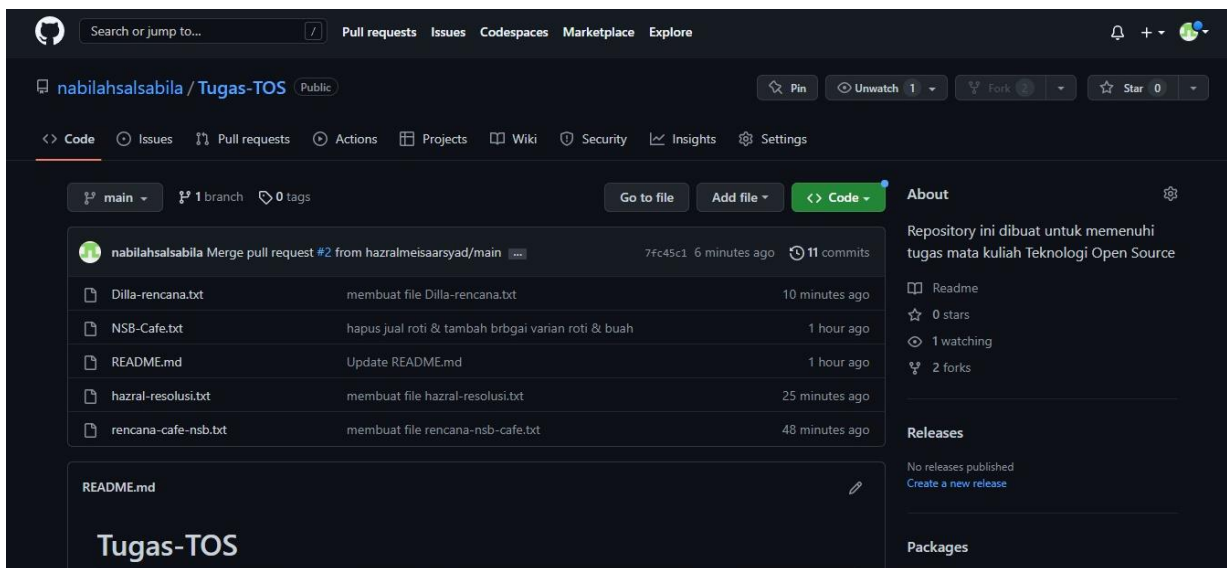 Search or jump to... / Pull requests Issues Codespaces Marketplace Explore
nabilahsalsabila / Tugas-TOS Public Pin Unwatch 1 Fork 2 Star 0
<> Code Issues Pull requests Actions Projects Wiki Security Insights Settings
main 1 branch 0 tags Go to file Add file <> Code
nabilahsalsabila Merge pull request #2 from hazralmeisaarsyad/main ... 7fc45c1 6 minutes ago 11 commits
Dilla-rencana.txt membuat file Dilla-rencana.txt 10 minutes ago
NSB-Cafe.txt hapus jual roti & tambah brbgai varian roti & buah 1 hour ago
README.md Update README.md 1 hour ago
hazral-resolusi.txt membuat file hazral-resolusi.txt 25 minutes ago
rencana-cafe-nsb.txt membuat file rencana-nsb-cafe.txt 48 minutes ago
README.md
Tugas-TOS
About
Repository ini dibuat untuk memenuhi
tugas mata kuliah Teknologi Open Source
Readme
0 stars
1 watching
2 forks
Releases
No releases published
Create a new release
Packages